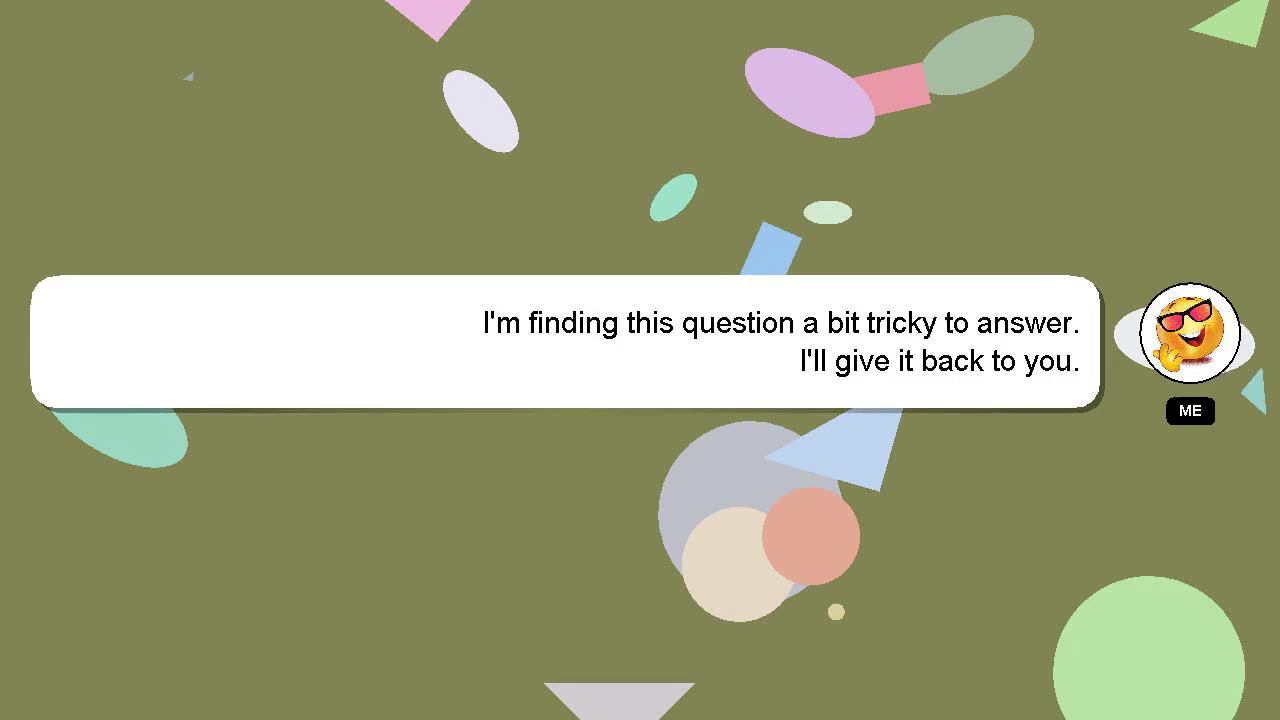 I'm finding this question a bit tricky to answer.
I'll give it back to you.
ME